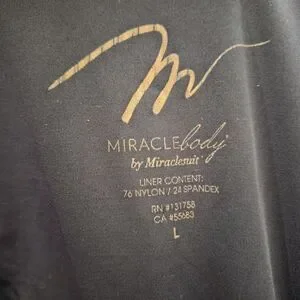 MIRACLEbody
by Miraclesuit®
LINER CONTENT:
76 NYLON / 24 SPANDEX
RN #131758
CA #55683
L